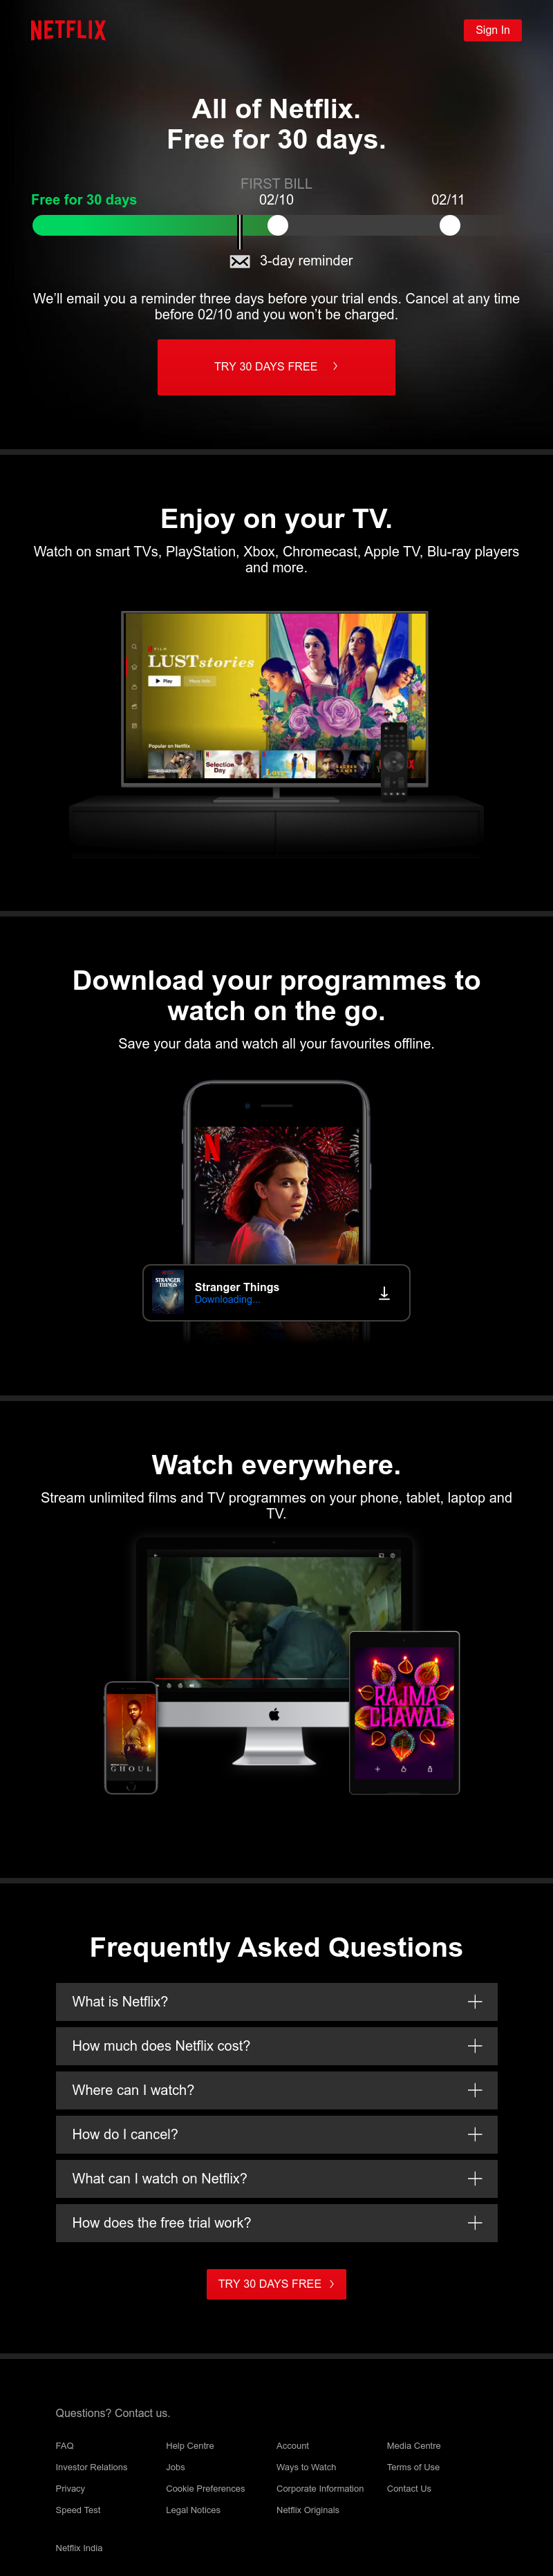 NETFLIX
Sign In
All of Netflix.
Free for 30 days.
FIRST BILL
Free for 30 days
02/10
02/11
3-day reminder
We'll email you a reminder three days before your trial ends. Cancel at any time
before 02/10 and you won't be charged.
TRY 30 DAYS FREE
Enjoy on your TV.
Watch on smart TVs, PlayStation, Xbox, Chromecast, Apple TV, Blu-ray players
and more.
FILM
LUST stories
Play
More Info
Popular on Netflix
Selection
Day
Download your programmes to
watch on the go.
Save your data and watch all your favourites offline.
N
STRANGER
THINGS
Stranger Things
Downloading...
Watch everywhere.
Stream unlimited films and TV programmes on your phone, tablet, laptop and
TV.
RAJMA
CHAWAL
GHOUL
Frequently Asked Questions
What is Netflix?
How much does Netflix cost?
Where can I watch?
How do I cancel?
What can I watch on Netflix?
How does the free trial work?
TRY 30 DAYS FREE
Questions? Contact us.
FAQ
Help Centre
Account
Media Centre
Investor Relations
Jobs
Ways to Watch
Terms of Use
Privacy
Cookie Preferences
Corporate Information
Contact Us
Speed Test
Legal Notices
Netflix Originals
Netflix India